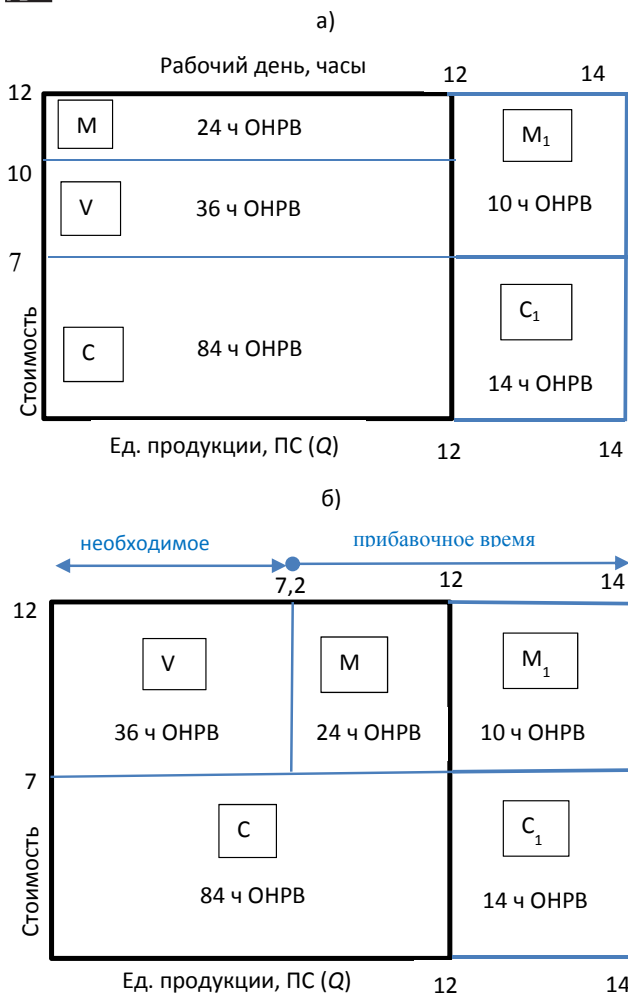 а)
Рабочий день, часы
12
14
12
M
24 ч ОНРВ
M₁
10
V
36 ч ОНРВ
10 ч ОНРВ
7
C
84 ч ОНРВ
C₁
14 ч ОНРВ
Стоимость
Ед. продукции, ПС (Q)
12
14
б)
необходимое
прибавочное время
7,2
12
14
12
V
M
M₁
36 ч ОНРВ
24 ч ОНРВ
10 ч ОНРВ
7
C
C₁
84 ч ОНРВ
14 ч ОНРВ
Стоимость
Ед. продукции, ПС (Q)
12
14